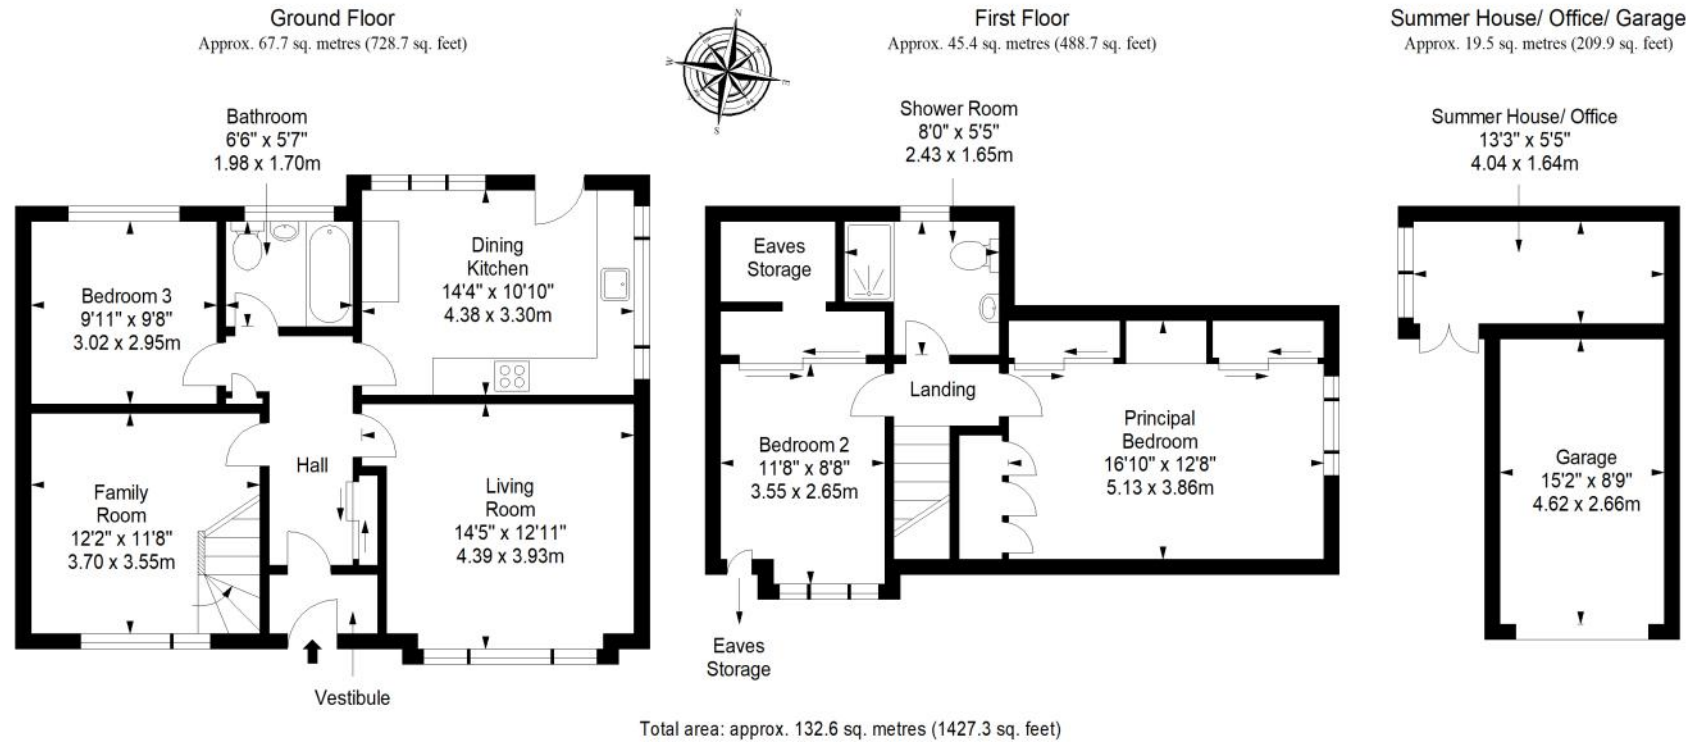 Ground Floor
Approx. 67.7 sq. metres (728.7 sq. feet)
First Floor
Approx. 45.4 sq. metres (488.7 sq. feet)
Summer House/ Office/ Garage
Approx. 19.5 sq. metres (209.9 sq. feet)
N
W
E
S
Bathroom
6'6" x 5'7"
1.98 x 1.70m
Bedroom 3
9'11" x 9'8"
3.02 x 2.95m
Dining
Kitchen
14'4" x 10'10"
4.38 x 3.30m
Hall
Family
Room
12'2" x 11'8"
3.70 x 3.55m
Living
Room
14'5" x 12'11"
4.39 x 3.93m
Vestibule
Shower Room
8'0" x 5'5"
2.43 x 1.65m
Eaves
Storage
Landing
Bedroom 2
11'8" x 8'8"
3.55 x 2.65m
Principal
Bedroom
16'10" x 12'8"
5.13 x 3.86m
Eaves
Storage
Summer House/ Office
13'3" x 5'5"
4.04 x 1.64m
Garage
15'2" x 8'9"
4.62 x 2.66m
Total area: approx. 132.6 sq. metres (1427.3 sq. feet)